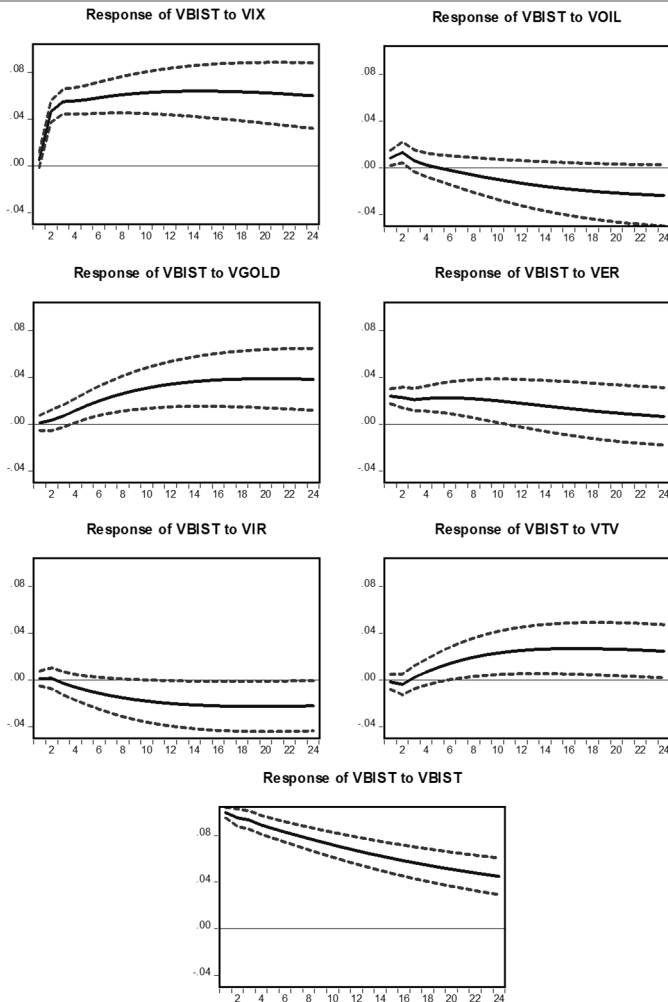 Response of VBIST to VIX
.08
.04
.00
-.04
2 4 6 8 10 12 14 16 18 20 22 24
Response of VBIST to VOIL
.08
.04
.00
-.04
2 4 6 8 10 12 14 16 18 20 22 24
Response of VBIST to VGOLD
.08
.04
.00
-.04
2 4 6 8 10 12 14 16 18 20 22 24
Response of VBIST to VER
.08
.04
.00
-.04
2 4 6 8 10 12 14 16 18 20 22 24
Response of VBIST to VIR
.08
.04
.00
-.04
2 4 6 8 10 12 14 16 18 20 22 24
Response of VBIST to VTV
.08
.04
.00
-.04
2 4 6 8 10 12 14 16 18 20 22 24
Response of VBIST to VBIST
.08
.04
.00
-.04
2 4 6 8 10 12 14 16 18 20 22 24